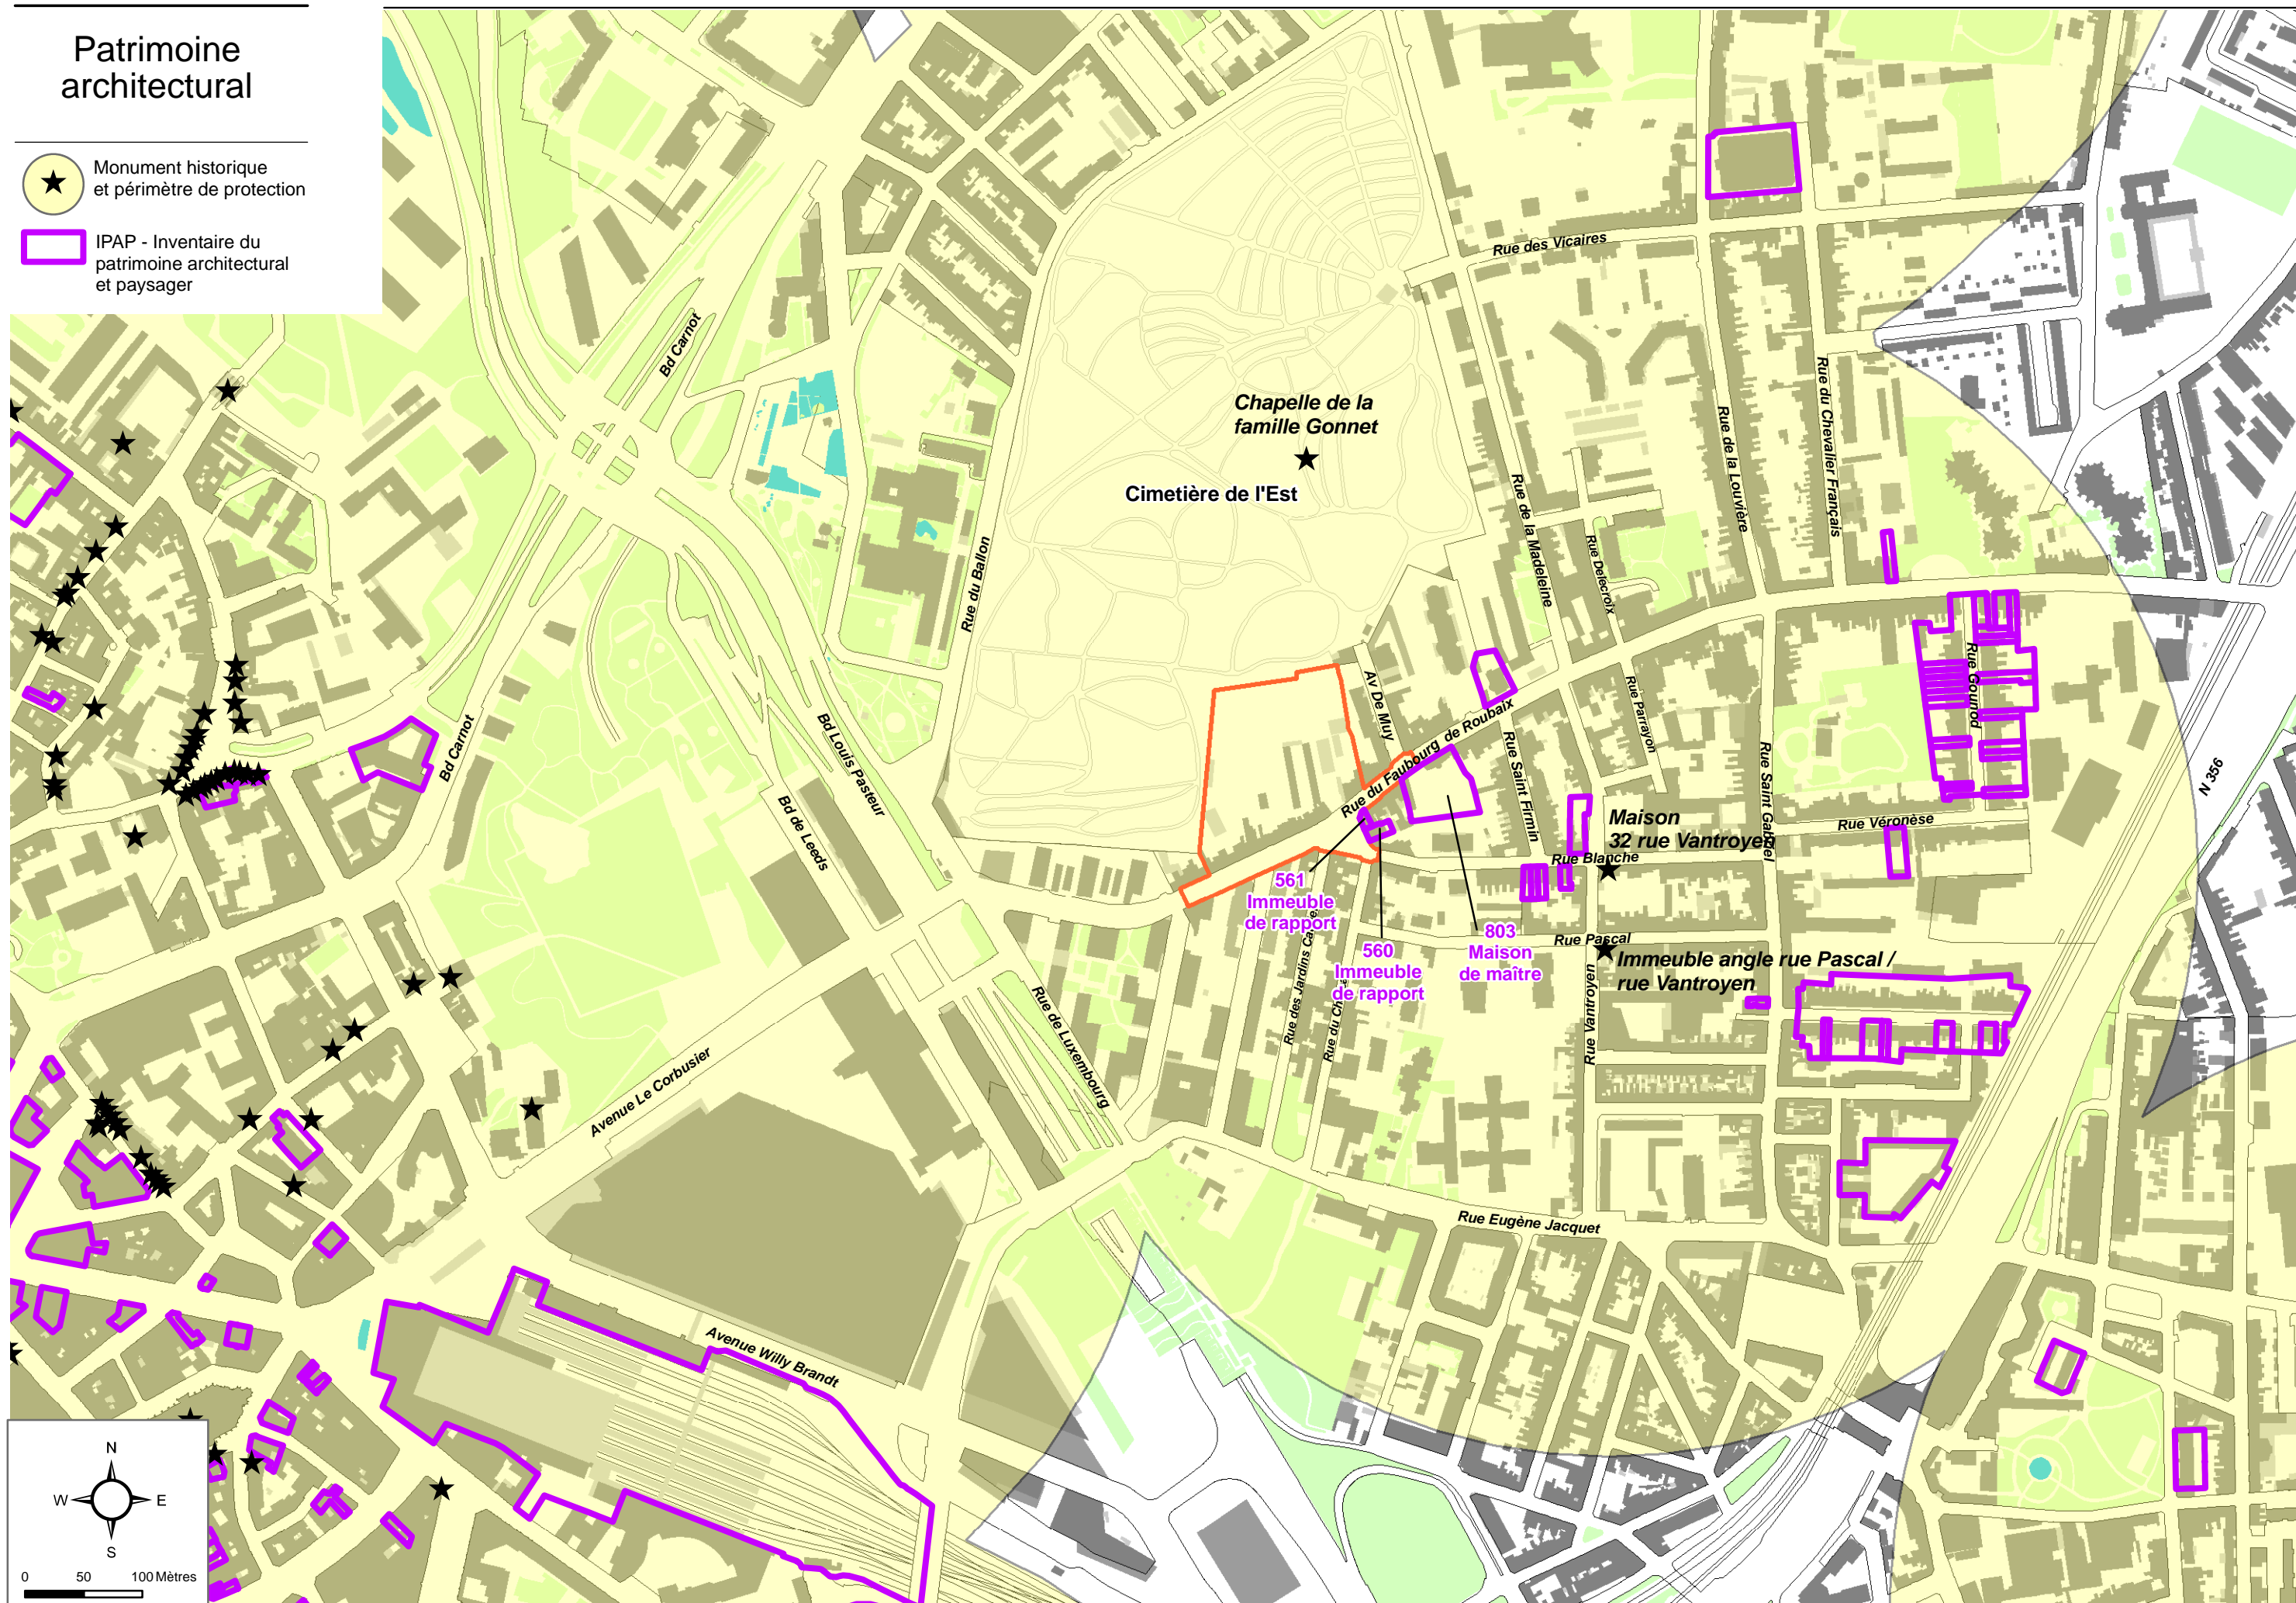 Patrimoine
architectural
Monument historique
et périmètre de protection
IPAP - Inventaire du
patrimoine architectural
et paysager
Rue des Vicaires
Bd Carnot
Chapelle de la
famille Gonnet
Cimetière de l'Est
Rue du Ballon
Rue de la Madeleine
Rue Delecroix
Rue de la Louvière
Rue du Chevalier Français
Av De Muy
Rue du Faubourg de Roubaix
Rue Parrayon
Rue Saint Firmin
Rue Gounod
Rue Saint Gabriel
Bd Carnot
Bd Louis Pasteur
Bd de Leeds
N 356
Maison
32 rue Vantroyen
Rue Véronèse
Rue Blanche
561
Immeuble
de rapport
560
Immeuble
de rapport
803
Maison
de maître
Rue Pascal
Immeuble angle rue Pascal /
rue Vantroyen
Rue des Jardins
Rue du
Rue Vantroyen
Rue de Luxembourg
Avenue Le Corbusier
Rue Eugène Jacquet
Avenue Willy Brandt
N
W
E
S
0 50 100 Mètres